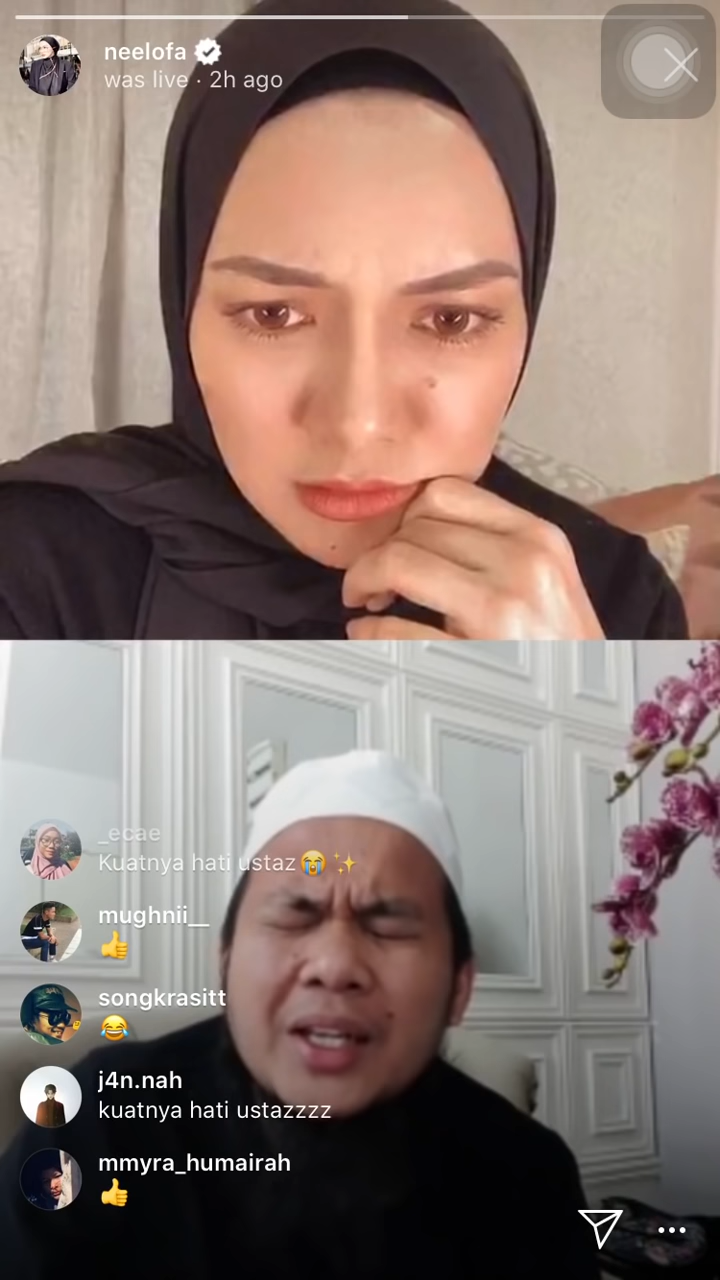 neelofa
was live · 2h ago
_ecae
Kuatnya hati ustaz😭✨
mughnii__
👍
songkrasitt
😂
j4n.nah
kuatnya hati ustazzzz
mmyra_humairah
👍